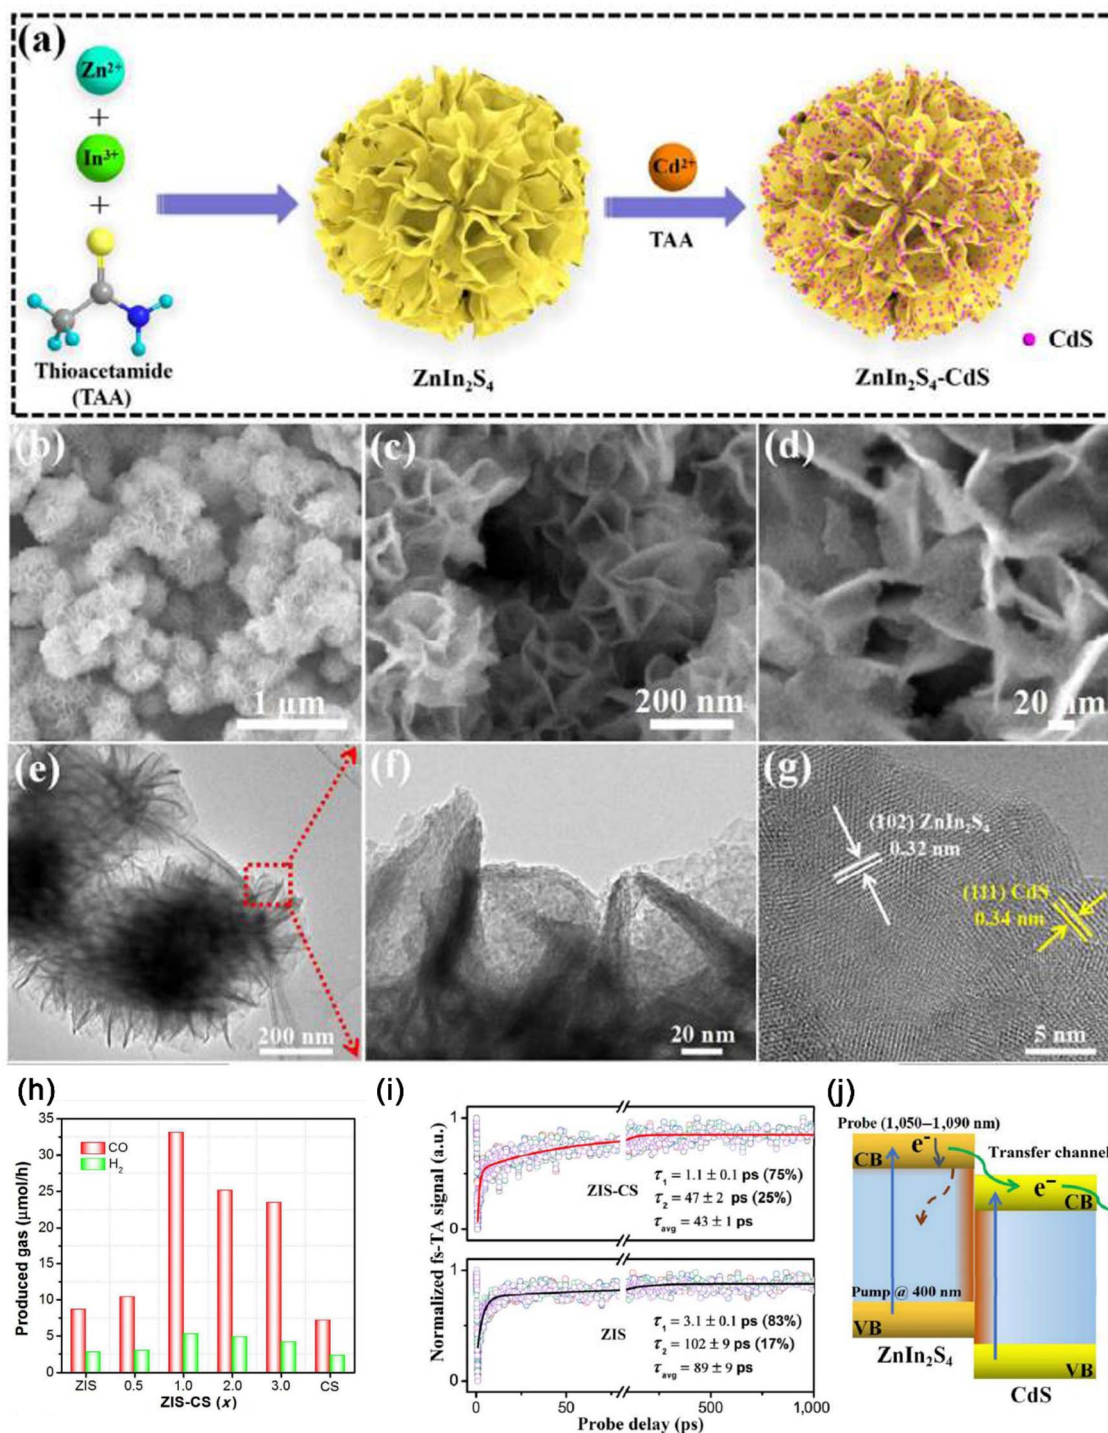 (a)
Zn²⁺
+
In³⁺
+
Thioacetamide
(TAA)
ZnIn₂S₄
Cd²⁺
TAA
CdS
ZnIn₂S₄-CdS
(b)
1 μm
(c)
200 nm
(d)
20 nm
(e)
200 nm
(f)
20 nm
(g)
(102) ZnIn₂S₄
0.32 nm
(111) CdS
0.34 nm
5 nm
(h)
Produced gas (μmol/h)
35
30
25
20
15
10
5
0
CO
H₂
ZIS
0.5
1.0
2.0
3.0
CS
ZIS-CS (x)
(i)
Normalized fs-TA signal (a.u.)
1
0
ZIS-CS
τ₁ = 1.1 ± 0.1 ps (75%)
τ₂ = 47 ± 2 ps (25%)
τavg = 43 ± 1 ps
1
0
ZIS
τ₁ = 3.1 ± 0.1 ps (83%)
τ₂ = 102 ± 9 ps (17%)
τavg = 89 ± 9 ps
0
50
500
1,000
Probe delay (ps)
(j)
Probe (1,050–1,090 nm)
CB
e⁻
Transfer channel
e⁻
CB
Pump @ 400 nm
VB
ZnIn₂S₄
VB
CdS